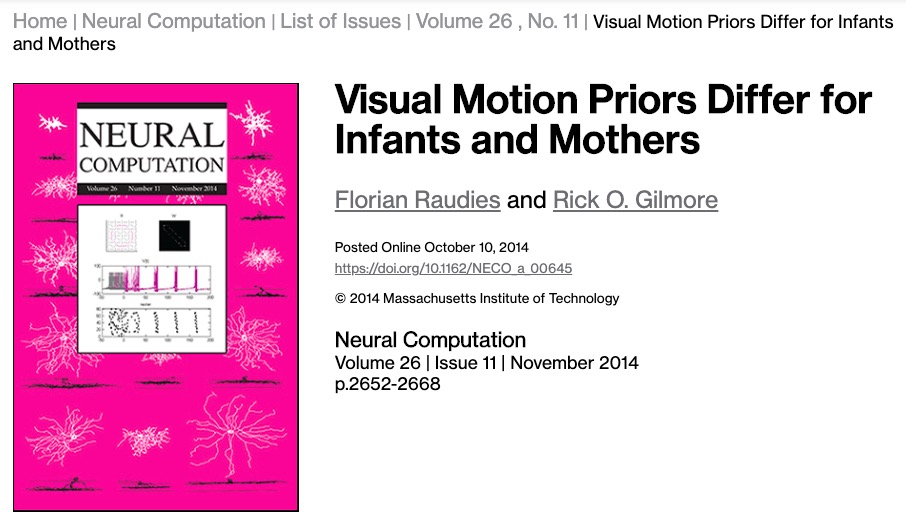 Home | Neural Computation | List of Issues | Volume 26 , No. 11 | Visual Motion Priors Differ for Infants
and Mothers
NEURAL
COMPUTATION
Volume 26 Number 11 November 2014
Visual Motion Priors Differ for
Infants and Mothers
Florian Raudies and Rick O. Gilmore
Posted Online October 10, 2014
https://doi.org/10.1162/NECO_a_00645
© 2014 Massachusetts Institute of Technology
Neural Computation
Volume 26 | Issue 11 | November 2014
p.2652-2668